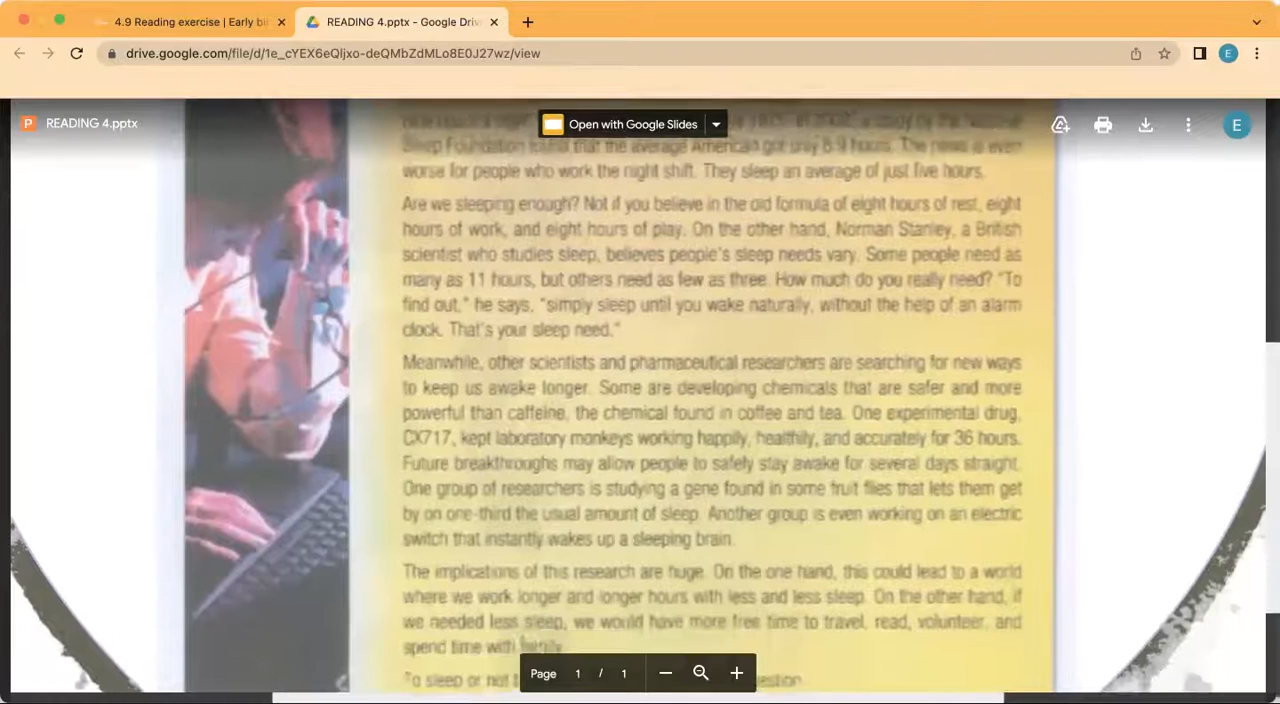 4.9 Reading exercise | Early bi
READING 4.pptx - Google Driv
drive.google.com/file/d/1e_cYEX6eQljxo-deQMbZdMLo8E0J27wz/view
E
READING 4.pptx
Open with Google Slides
E
Sleep Foundation found that the average American got only 6.9 hours. The news is even
worse for people who work the night shift. They sleep an average of just five hours.
Are we sleeping enough? Not if you believe in the old formula of eight hours of rest, eight
hours of work, and eight hours of play. On the other hand, Norman Stanley, a British
scientist who studies sleep, believes people's sleep needs vary. Some people need as
many as 11 hours, but others need as few as three. How much do you really need? "To
find out," he says, "simply sleep until you wake naturally, without the help of an alarm
clock. That's your sleep need."
Meanwhile, other scientists and pharmaceutical researchers are searching for new ways
to keep us awake longer. Some are developing chemicals that are safer and more
powerful than caffeine, the chemical found in coffee and tea. One experimental drug,
CX717, kept laboratory monkeys working happily, healthily, and accurately for 36 hours.
Future breakthroughs may allow people to safely stay awake for several days straight.
One group of researchers is studying a gene found in some fruit flies that lets them get
by on one-third the usual amount of sleep. Another group is even working on an electric
switch that instantly wakes up a sleeping brain.
The implications of this research are huge. On the one hand, this could lead to a world
where we work longer and longer hours with less and less sleep. On the other hand, if
we needed less sleep, we would have more free time to travel, read, volunteer, and
spend time with family.
To sleep or not
Page 1 / 1